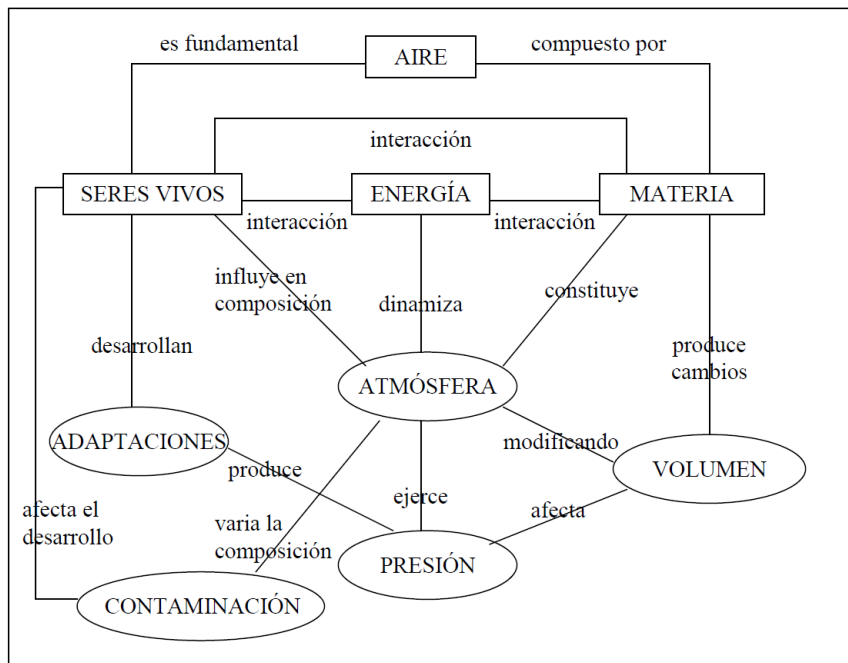 es fundamental
AIRE
compuesto por
interacción
SERES VIVOS
ENERGÍA
MATERIA
interacción
interacción
influye en
composición
dinamiza
constituye
desarrollan
produce
cambios
ATMÓSFERA
ADAPTACIONES
modificando
VOLUMEN
produce
ejerce
afecta
afecta el
desarrollo
varia la
composición
PRESIÓN
CONTAMINACIÓN